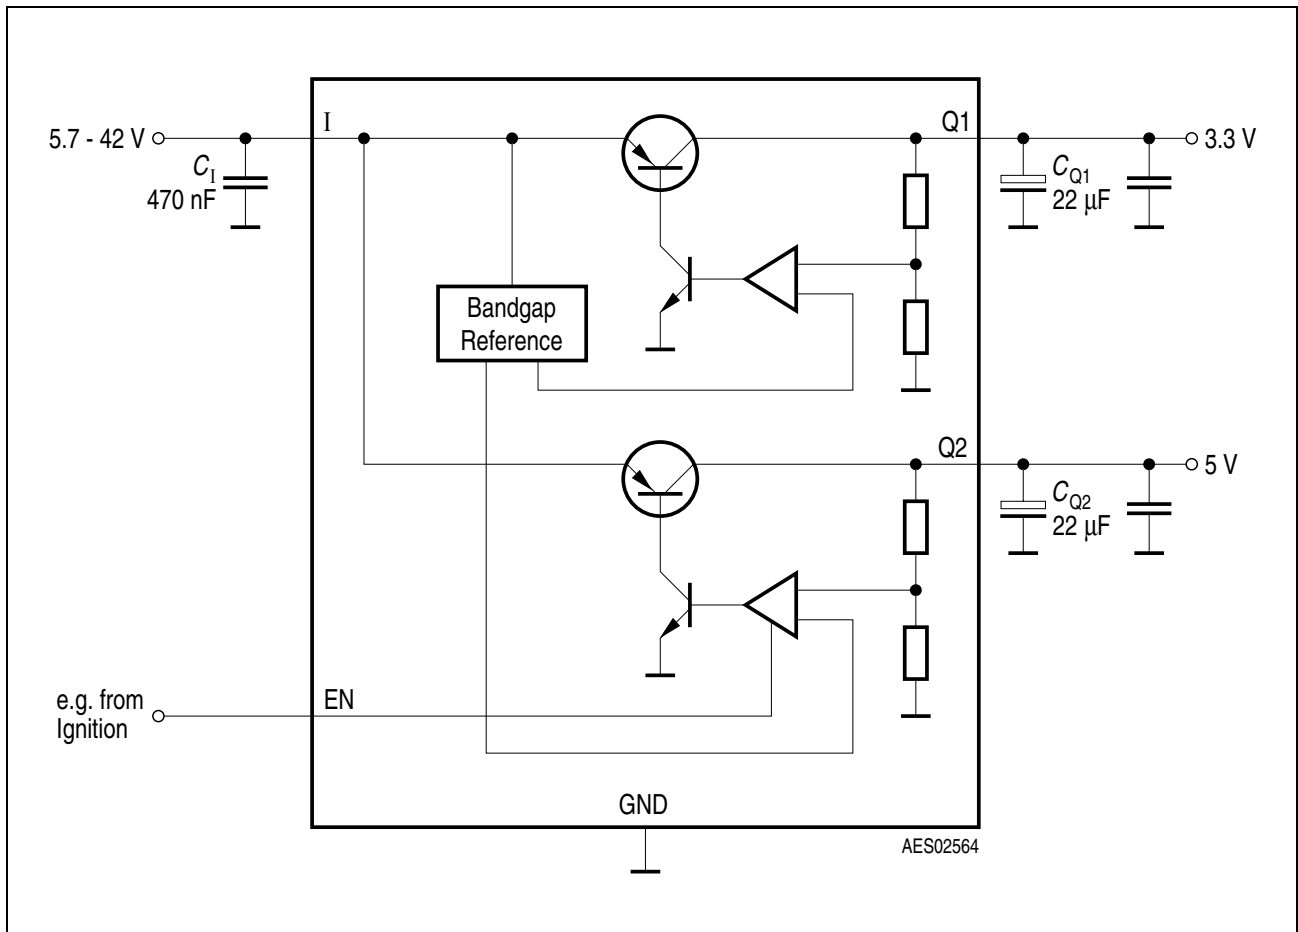 5.7 - 42 V
C_I
470 nF
I
Q1
C_Q1
22 μF
3.3 V
Bandgap
Reference
Q2
C_Q2
22 μF
5 V
e.g. from
Ignition
EN
GND
AES02564